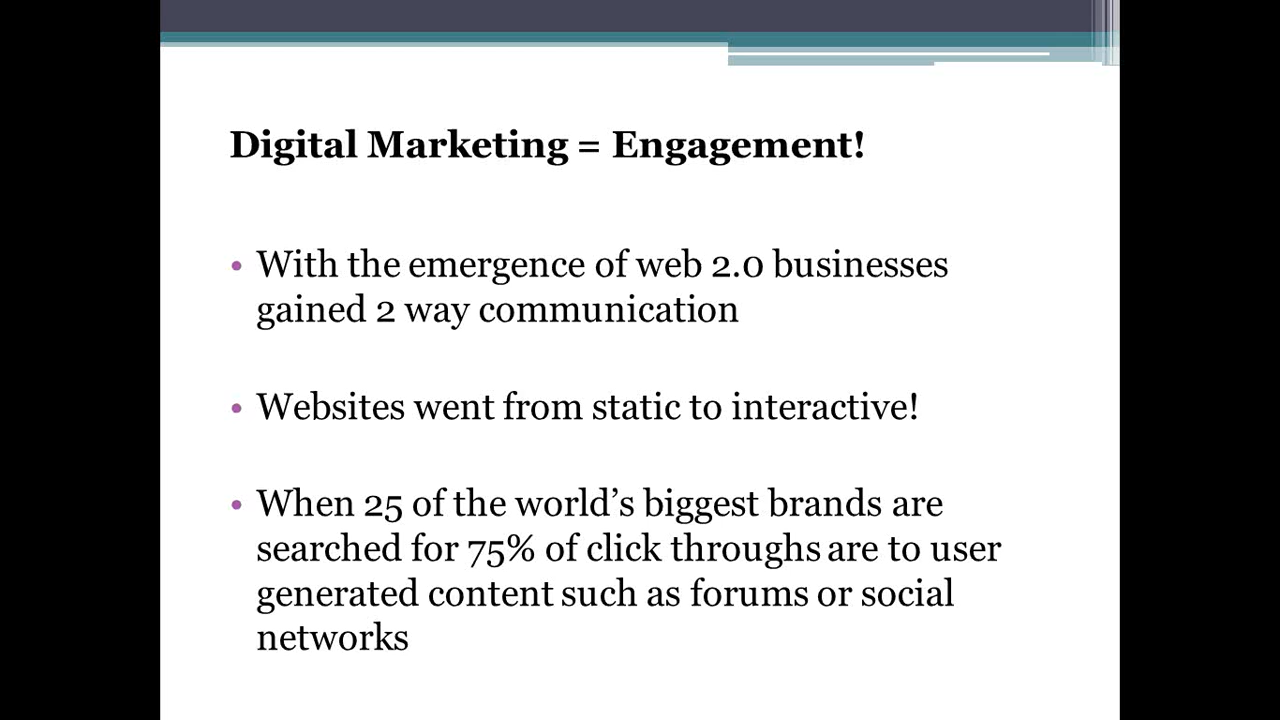 Digital Marketing = Engagement!
• With the emergence of web 2.0 businesses
gained 2 way communication
• Websites went from static to interactive!
• When 25 of the world’s biggest brands are
searched for 75% of click throughs are to user
generated content such as forums or social
networks